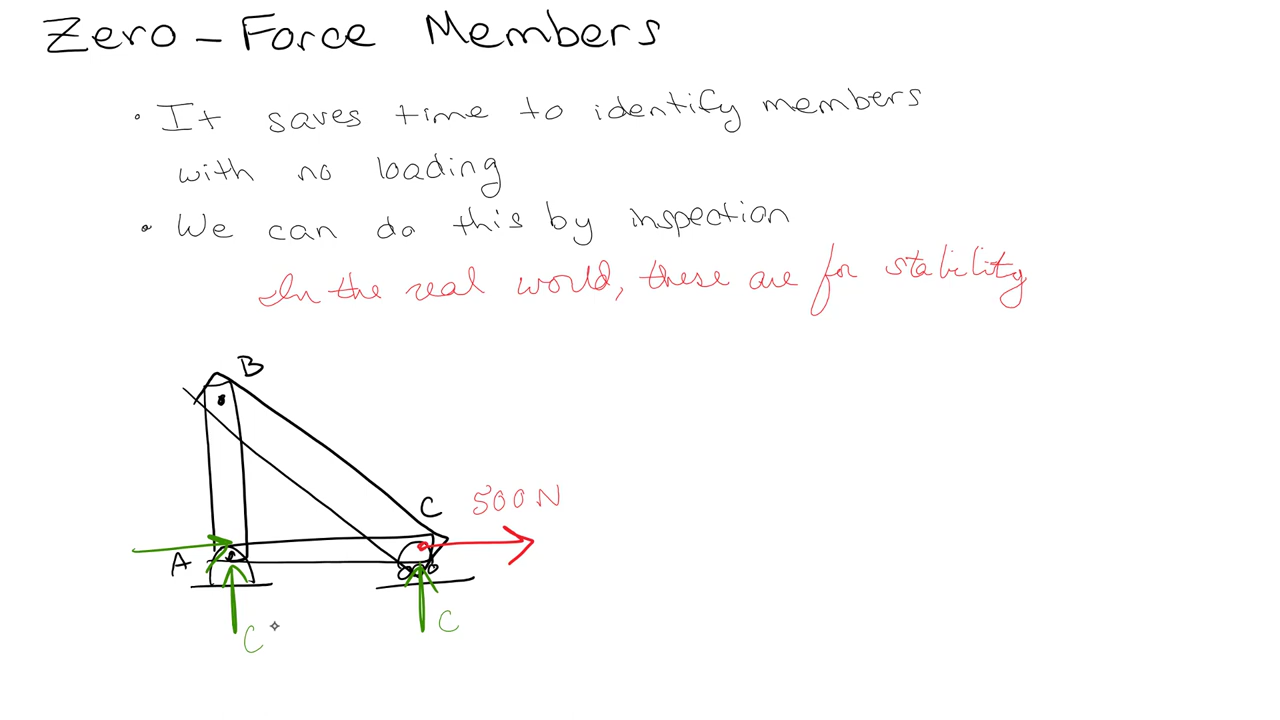 Zero - Force Members
• It saves time to identify members
with no loading
• We can do this by inspection
In the real world, these are for stability
B
C
500 N
A
C
C